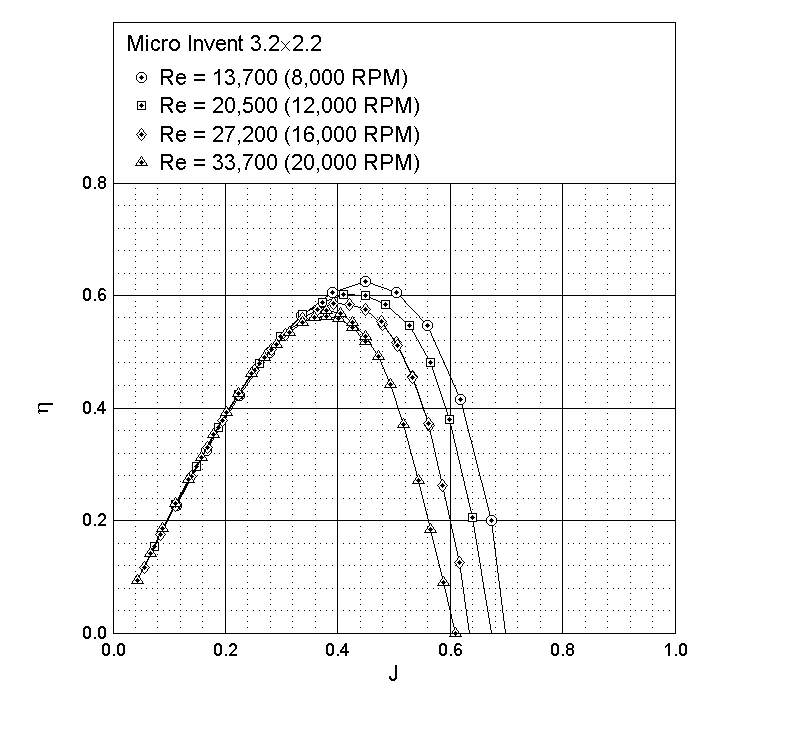 Micro Invent 3.2×2.2
Re = 13,700 (8,000 RPM)
Re = 20,500 (12,000 RPM)
Re = 27,200 (16,000 RPM)
Re = 33,700 (20,000 RPM)
0.8
0.6
0.4
0.2
0.0
η
0.0 0.2 0.4 0.6 0.8 1.0
J